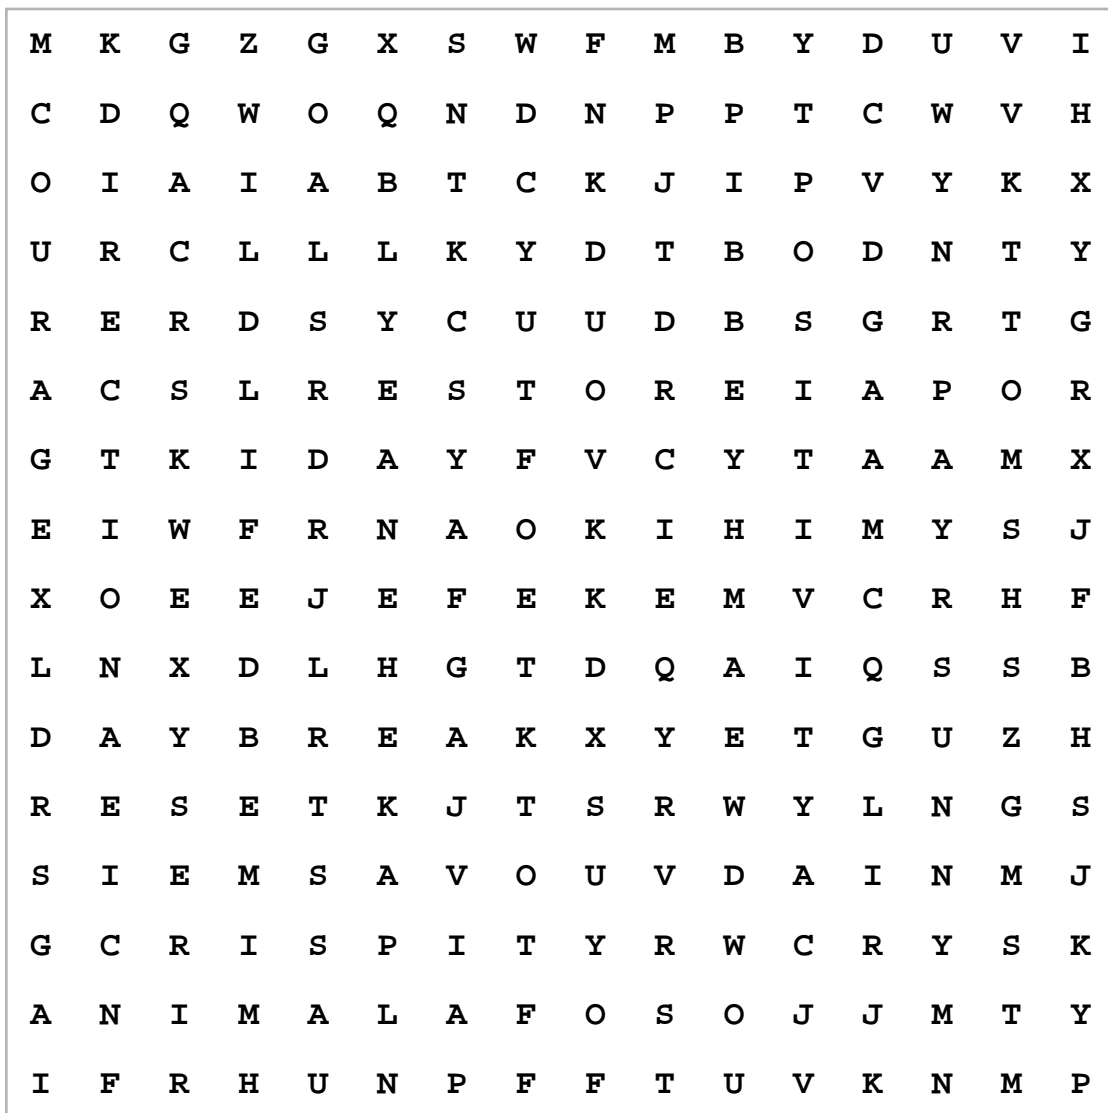 M K G Z G X S W F M B Y D U V I
C D Q W O Q N D N P P T C W V H
O I A I A B T C K J I P V Y K X
U R C L L L K Y D T B O D N T Y
R E R D S Y C U U D B S G R T G
A C S L R E S T O R E I A P O R
G T K I D A Y F V C Y T A A M X
E I W F R N A O K I H I M Y S J
X O E E J E F E K E M V C R H F
L N X D L H G T D Q A I Q S S B
D A Y B R E A K X Y E T G U Z H
R E S E T K J T S R W Y L N G S
S I E M S A V O U V D A I N M J
G C R I S P I T Y R W C R Y S K
A N I M A L A F O S O J J M T Y
I F R H U N P F F T U V K N M P